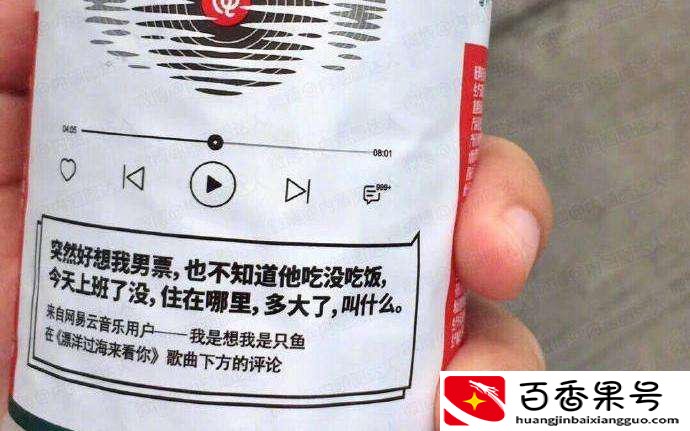 04:05
08:01
999+
突然好想我男票，也不知道他吃没吃饭，
今天上班了没，住在哪里，多大了，叫什么。
来自网易云音乐用户——我是想我是只鱼
在《漂洋过海来看你》歌曲下方的评论
百香果号
huangjinbaixiangguo.com